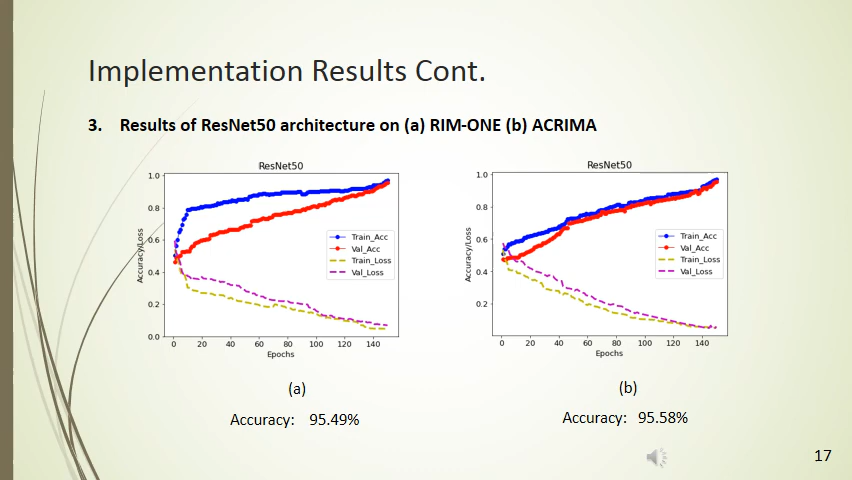 Implementation Results Cont.
3. Results of ResNet50 architecture on (a) RIM-ONE (b) ACRIMA
ResNet50
1.0
0.8
0.6
0.4
0.2
0.0
Accuracy/Loss
Train_Acc
Val_Acc
Train_Loss
Val_Loss
0 20 40 60 80 100 120 140
Epochs
ResNet50
1.0
0.8
0.6
0.4
0.2
Accuracy/Loss
Train_Acc
Val_Acc
Train_Loss
Val_Loss
0 20 40 60 80 100 120 140
Epochs
(a)
(b)
Accuracy: 95.49%
Accuracy: 95.58%
17